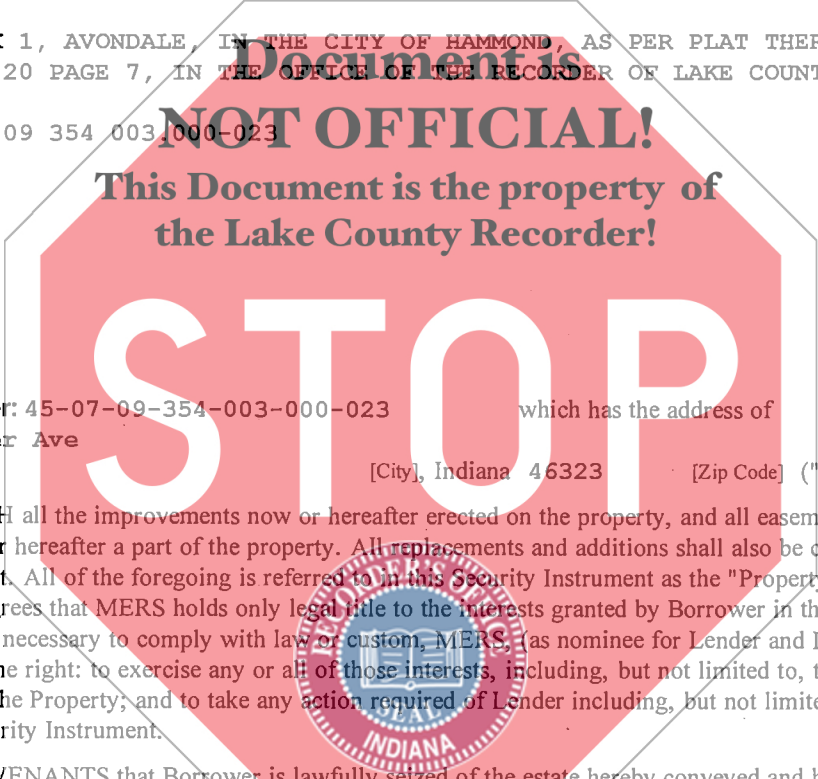 1, AVONDALE, IN THE CITY OF HAMMOND, AS PER PLAT THER
Document is
20 PAGE 7, IN THE OFFICE OF THE RECORDER OF LAKE COUNT
NOT OFFICIAL!
09 354 003 000-023
This Document is the property of
the Lake County Recorder!
STOP
r: 45-07-09-354-003-000-023 which has the address of
r Ave
[City], Indiana 46323 [Zip Code] ("
H all the improvements now or hereafter erected on the property, and all easem
r hereafter a part of the property. All replacements and additions shall also be c
t. All of the foregoing is referred to in this Security Instrument as the "Property
rees that MERS holds only legal title to the interests granted by Borrower in th
necessary to comply with law or custom, MERS, (as nominee for Lender and L
e right: to exercise any or all of those interests, including, but not limited to, t
he Property; and to take any action required of Lender including, but not limite
rity Instrument.
RECORDER'S OFFICE
SEAL
INDIANA
VENANTS that Borrower is lawfully seized of the estate hereby conveyed and h